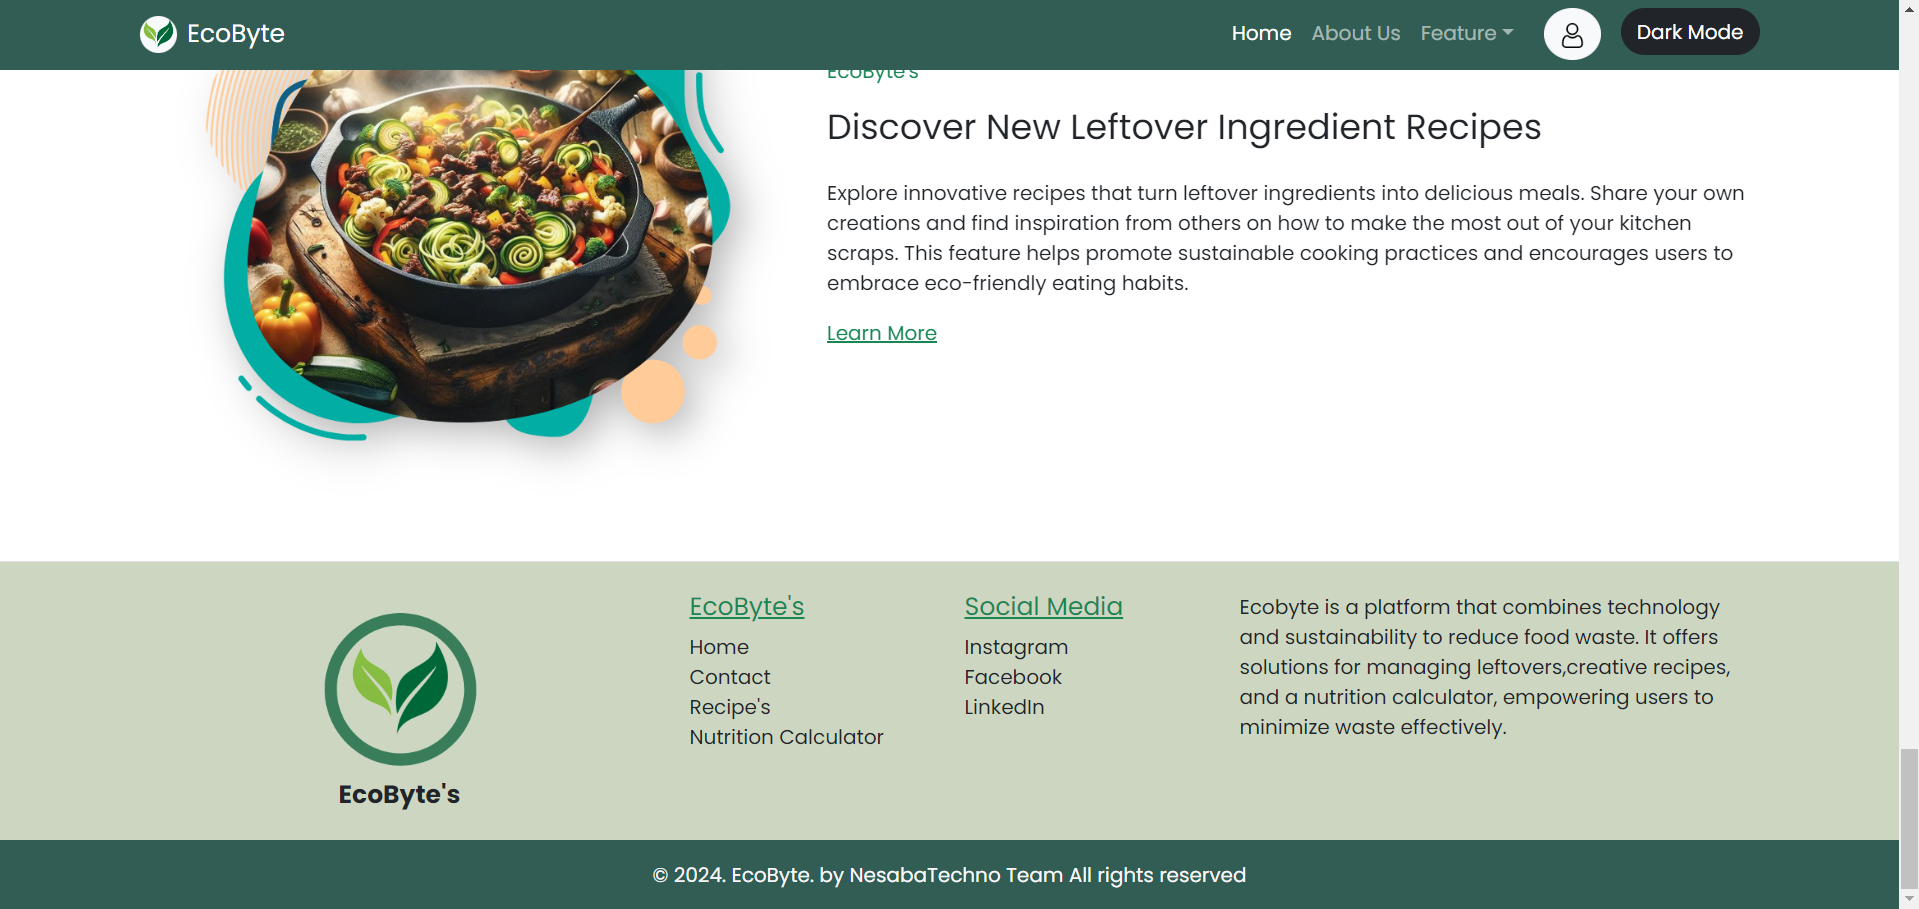 EcoByte
Home
About Us
Feature
Dark Mode
EcoByte's
Discover New Leftover Ingredient Recipes
Explore innovative recipes that turn leftover ingredients into delicious meals. Share your own
creations and find inspiration from others on how to make the most out of your kitchen
scraps. This feature helps promote sustainable cooking practices and encourages users to
embrace eco-friendly eating habits.
Learn More
EcoByte's
EcoByte's
Home
Contact
Recipe's
Nutrition Calculator
Social Media
Instagram
Facebook
LinkedIn
Ecobyte is a platform that combines technology
and sustainability to reduce food waste. It offers
solutions for managing leftovers,creative recipes,
and a nutrition calculator, empowering users to
minimize waste effectively.
© 2024. EcoByte. by NesabaTechno Team All rights reserved